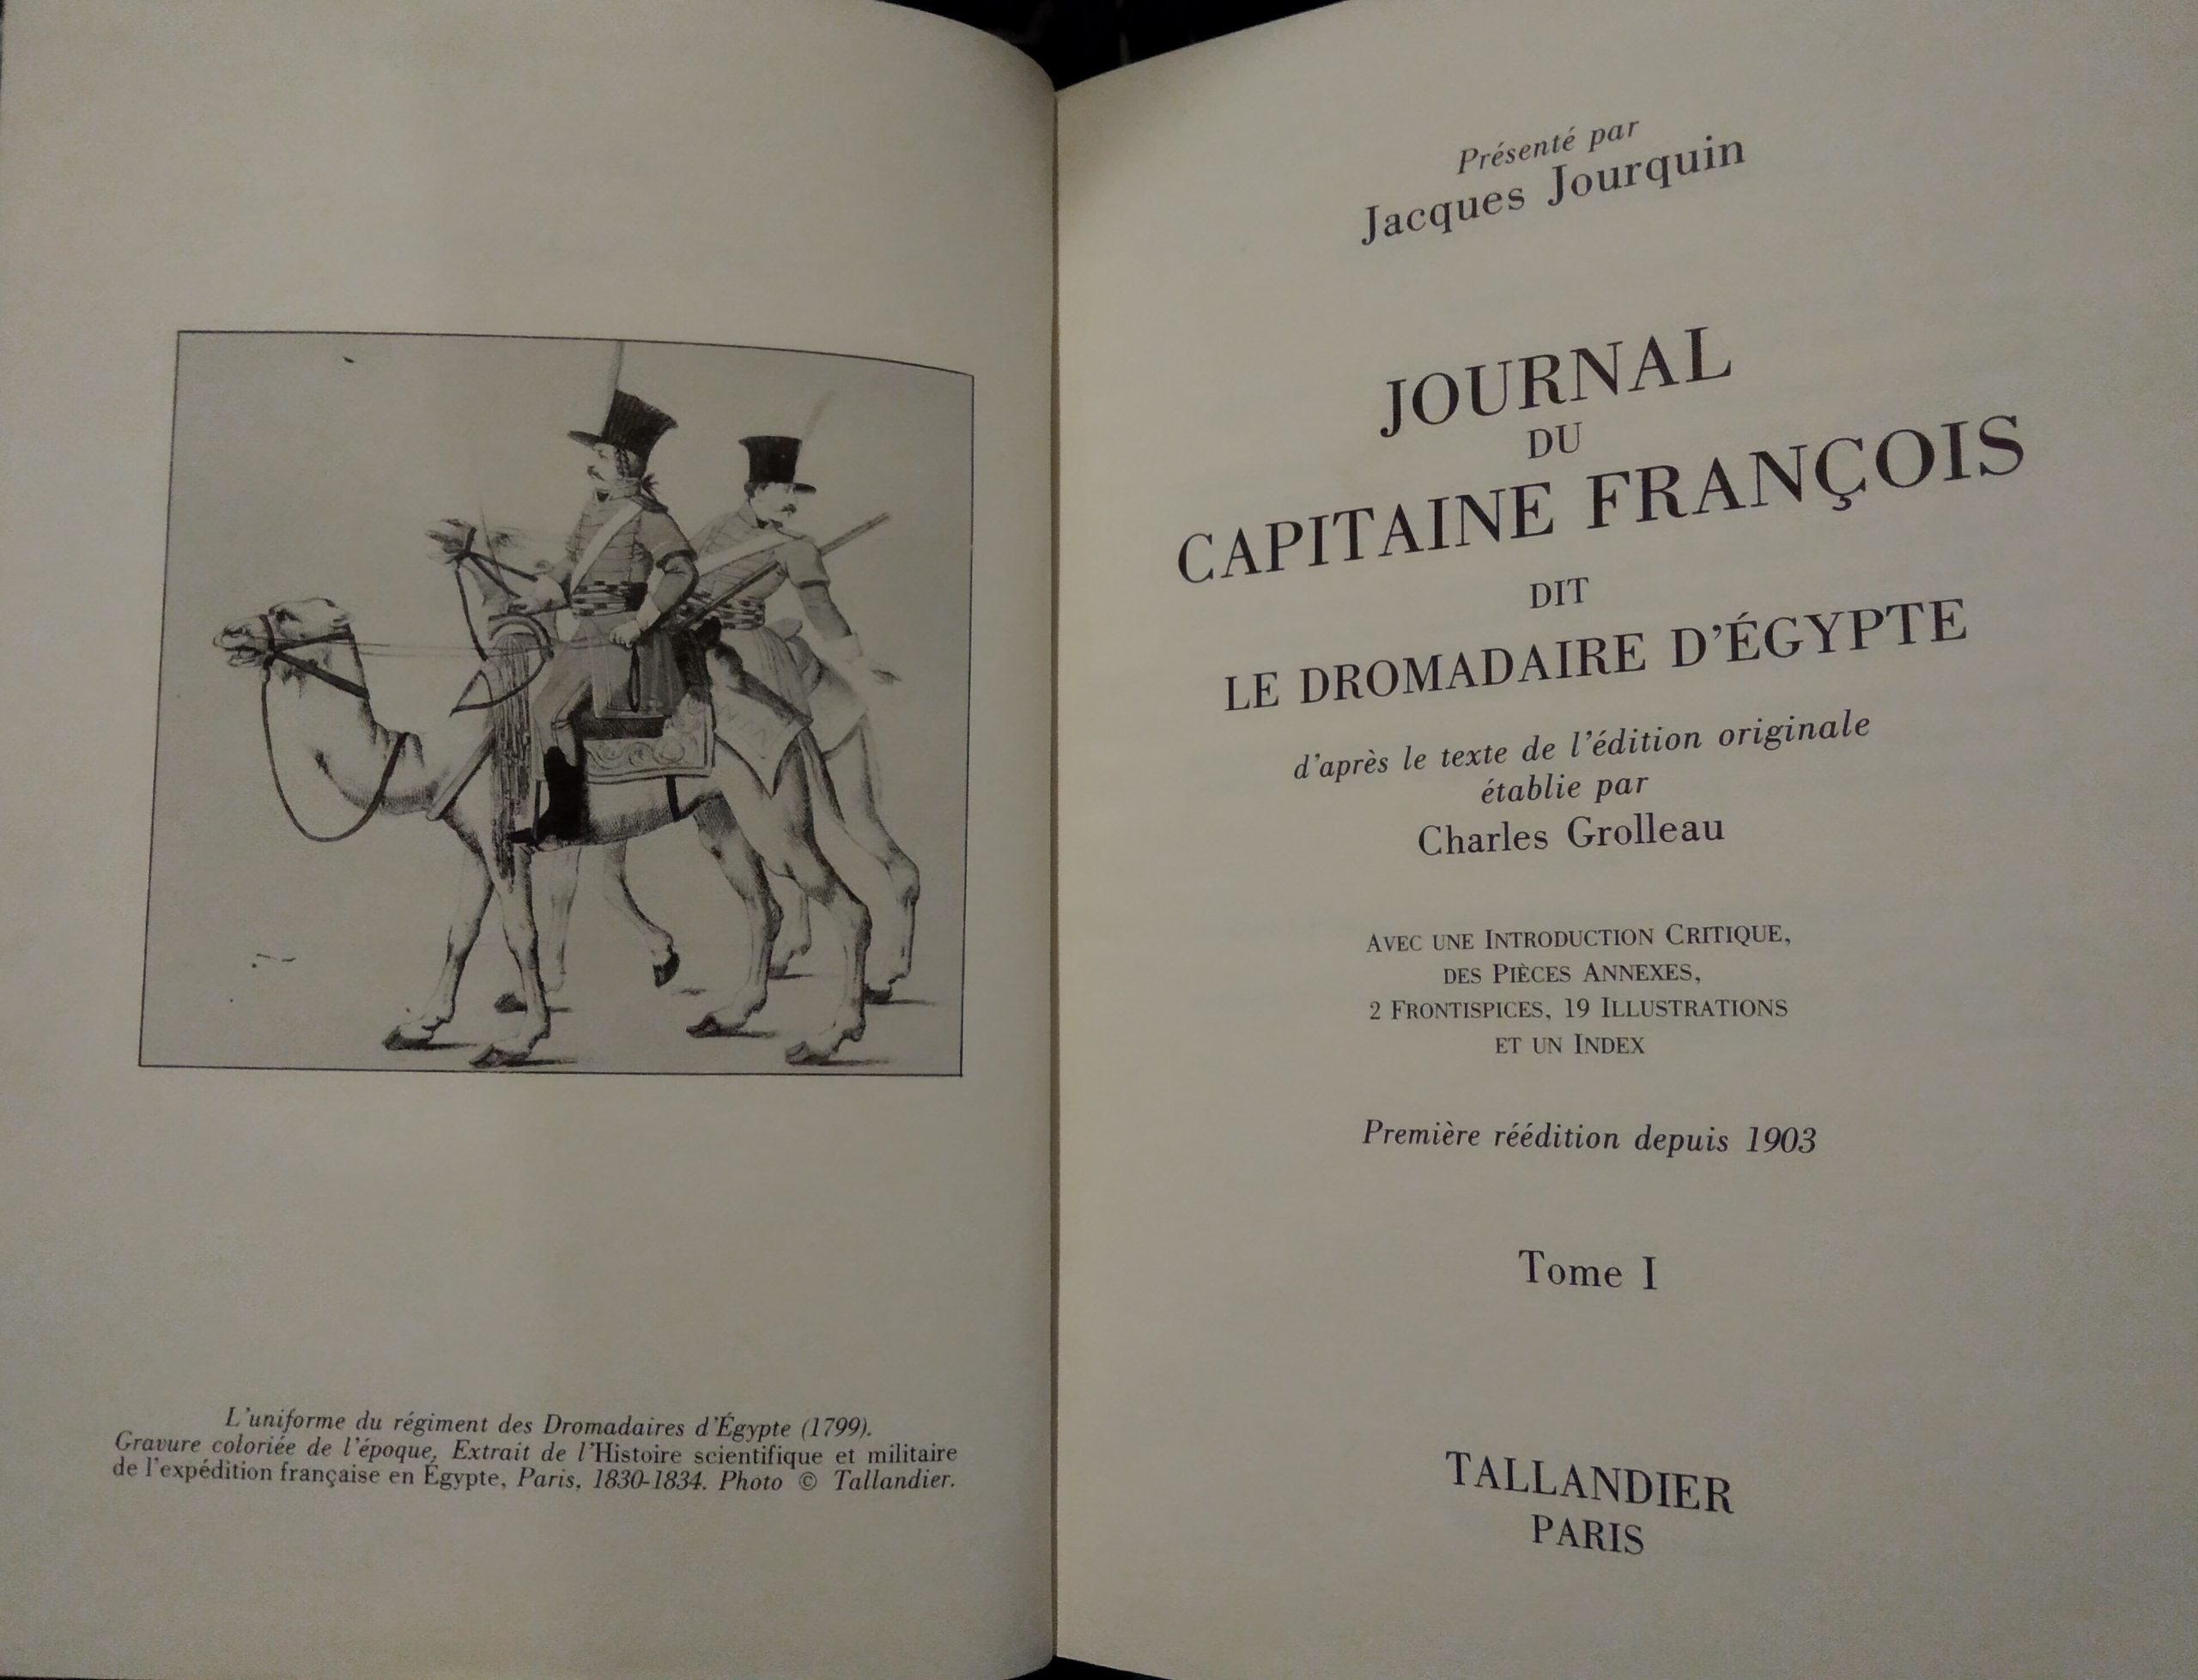 L'uniforme du régiment des Dromadaires d'Égypte (1799).
Gravure coloriée de l'époque, Extrait de l'Histoire scientifique et militaire
de l'expédition française en Égypte, Paris, 1830-1834. Photo © Tallandier.
Présenté par
Jacques Jourquin
JOURNAL
DU
CAPITAINE FRANÇOIS
DIT
LE DROMADAIRE D'ÉGYPTE
d'après le texte de l'édition originale
établie par
Charles Grolleau
AVEC UNE INTRODUCTION CRITIQUE,
DES PIÈCES ANNEXES,
2 FRONTISPICES, 19 ILLUSTRATIONS
ET UN INDEX
Première réédition depuis 1903
Tome I
TALLANDIER
PARIS